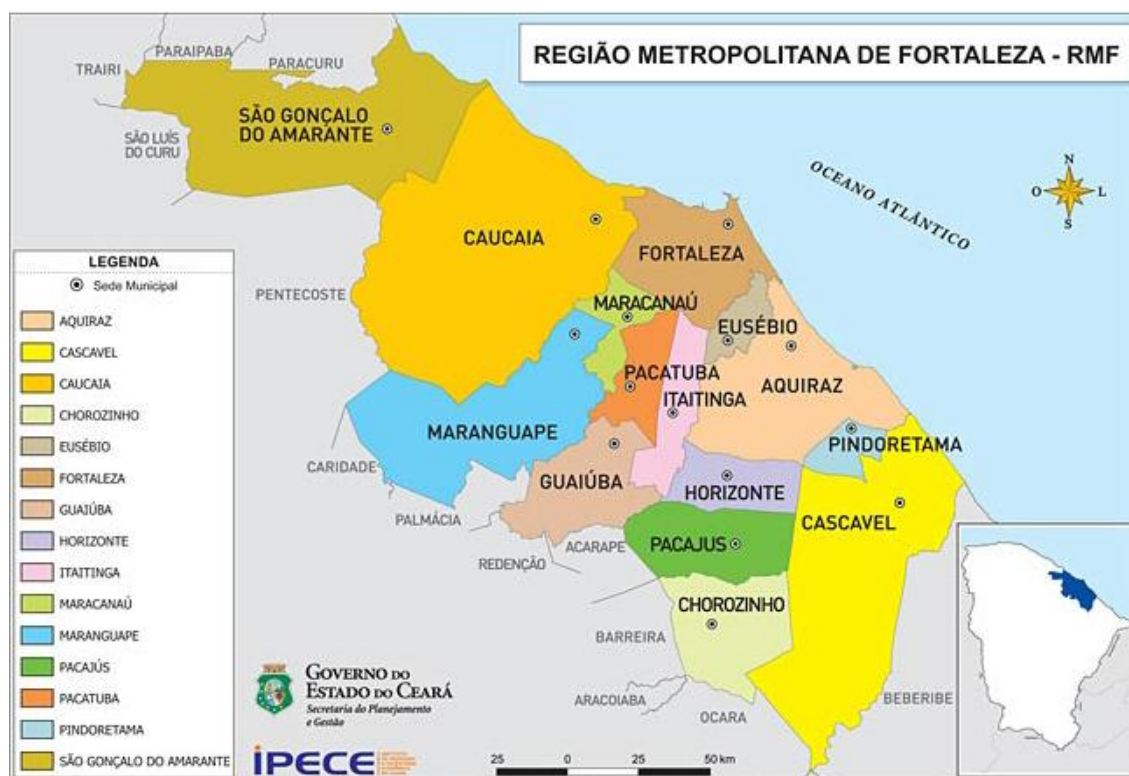 REGIÃO METROPOLITANA DE FORTALEZA - RMF
TRAIRI
PARAIPABA
PARACURU
SÃO GONÇALO
DO AMARANTE
SÃO LUÍS
DO CURU
OCEANO ATLÂNTICO
N
O
L
S
CAUCAIA
FORTALEZA
PENTECOSTE
MARACANAÚ
EUSÉBIO
PACATUBA
ITAITINGA
AQUIRAZ
MARANGUAPE
PINDORETAMA
CARIDADE
GUAIÚBA
HORIZONTE
CASCAVEL
PALMÁCIA
REDENÇÃO
ACARAPE
PACAJUS
CHOROZINHO
BARREIRA
ARACOIABA
OCARA
BEBERIBE
LEGENDA
Sede Municipal
AQUIRAZ
CASCAVEL
CAUCAIA
CHOROZINHO
EUSÉBIO
FORTALEZA
GUAIÚBA
HORIZONTE
ITAITINGA
MARACANAÚ
MARANGUAPE
PACAJÚS
PACATUBA
PINDORETAMA
SÃO GONÇALO DO AMARANTE
GOVERNO DO
ESTADO DO CEARÁ
Secretaria do Planejamento
e Gestão
IPECE
25 0 25 50 km